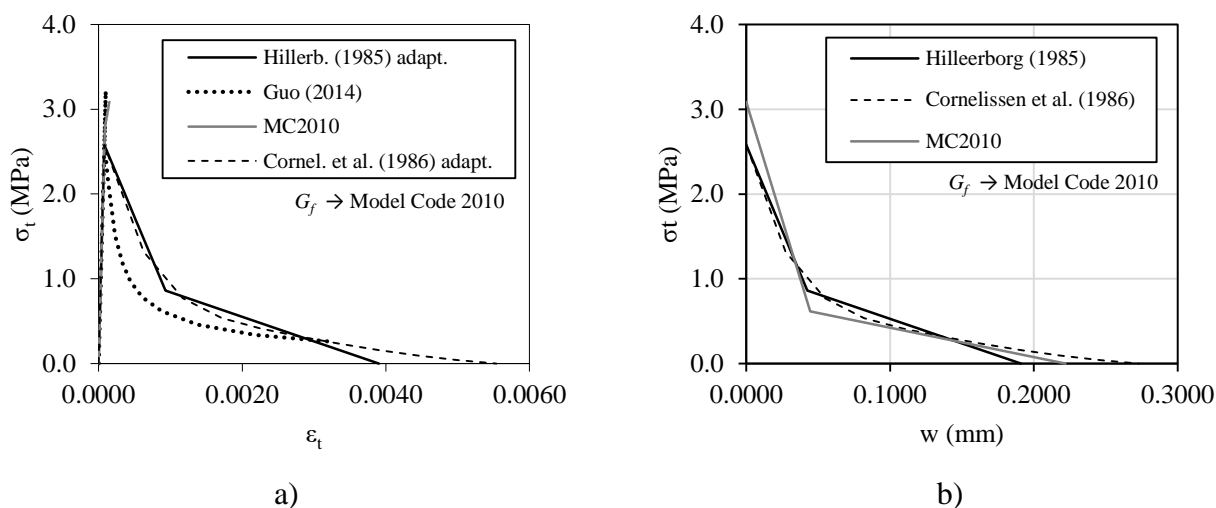 4.0
3.0
2.0
1.0
0.0
0.0000
0.0020
0.0040
0.0060
σt (MPa)
εt
Hillerb. (1985) adapt.
Guo (2014)
MC2010
Cornel. et al. (1986) adapt.
Gf → Model Code 2010
a)
4.0
3.0
2.0
1.0
0.0
0.0000
0.1000
0.2000
0.3000
σt (MPa)
w (mm)
Hilleerborg (1985)
Cornelissen et al. (1986)
MC2010
Gf → Model Code 2010
b)